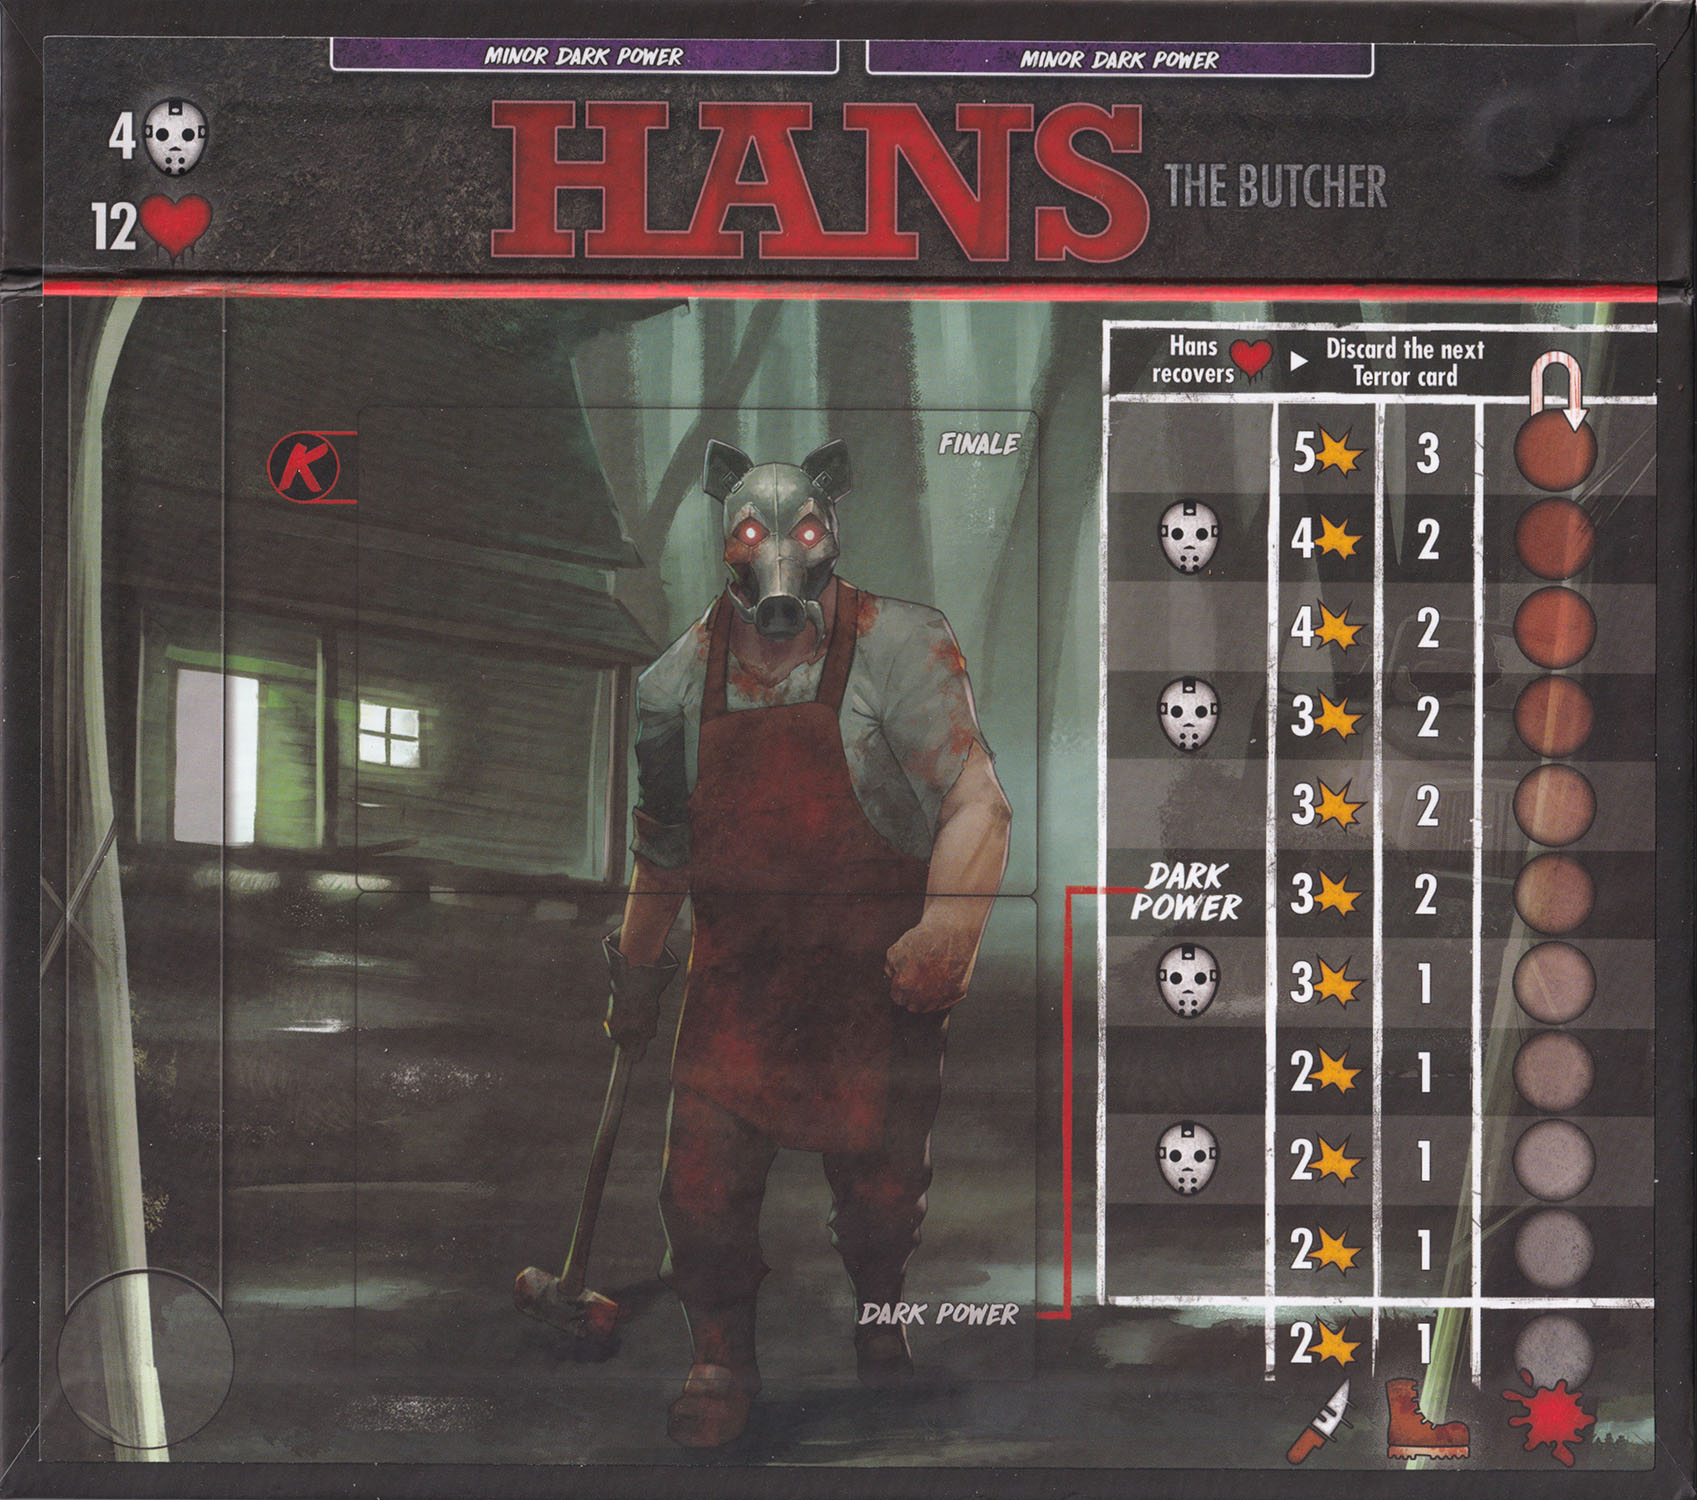 MINOR DARK POWER
MINOR DARK POWER
4
12
HANS
THE BUTCHER
Hans
recovers
Discard the next
Terror card
K
FINALE
5 3
4 2
4 2
3 2
3 2
DARK
POWER
3 2
3 1
2 1
2 1
2 1
DARK POWER
2 1